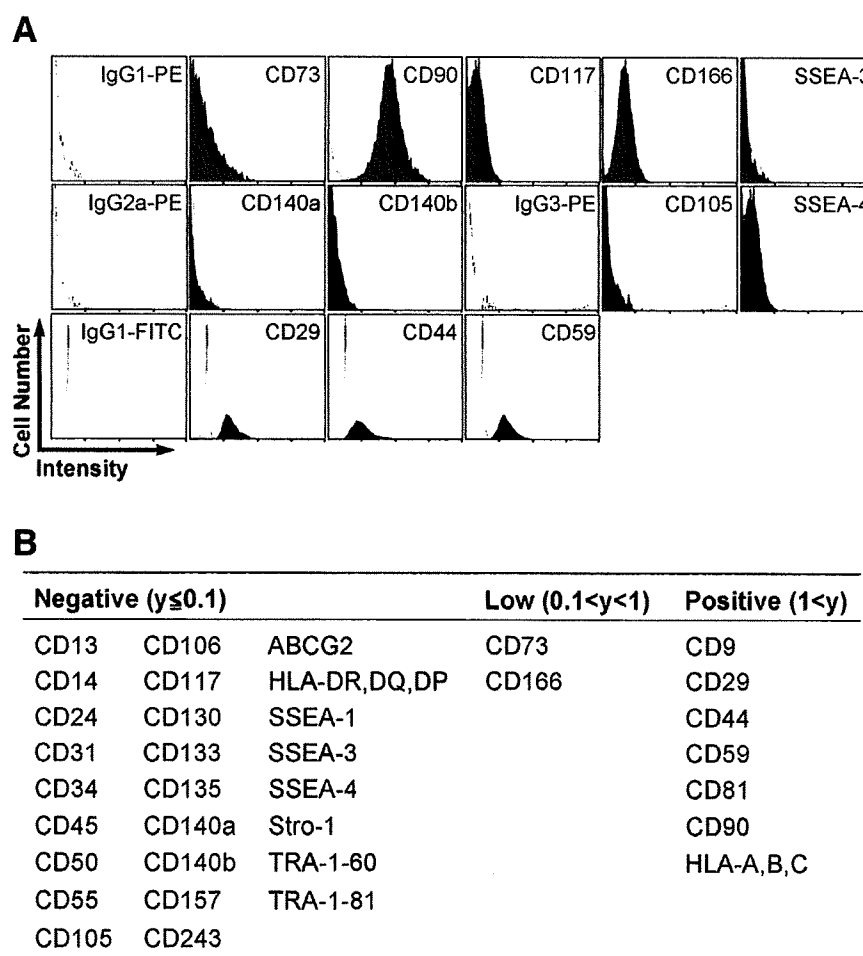 A
IgG1-PE CD73 CD90 CD117 CD166 SSEA-3
IgG2a-PE CD140a CD140b IgG3-PE CD105 SSEA-4
IgG1-FITC CD29 CD44 CD59
Cell Number
Intensity
B
Negative (y≦0.1) Low (0.1<y<1) Positive (1<y)
CD13 CD106 ABCG2 CD73 CD9
CD14 CD117 HLA-DR,DQ,DP CD166 CD29
CD24 CD130 SSEA-1 CD44
CD31 CD133 SSEA-3 CD59
CD34 CD135 SSEA-4 CD81
CD45 CD140a Stro-1 CD90
CD50 CD140b TRA-1-60 HLA-A,B,C
CD55 CD157 TRA-1-81
CD105 CD243